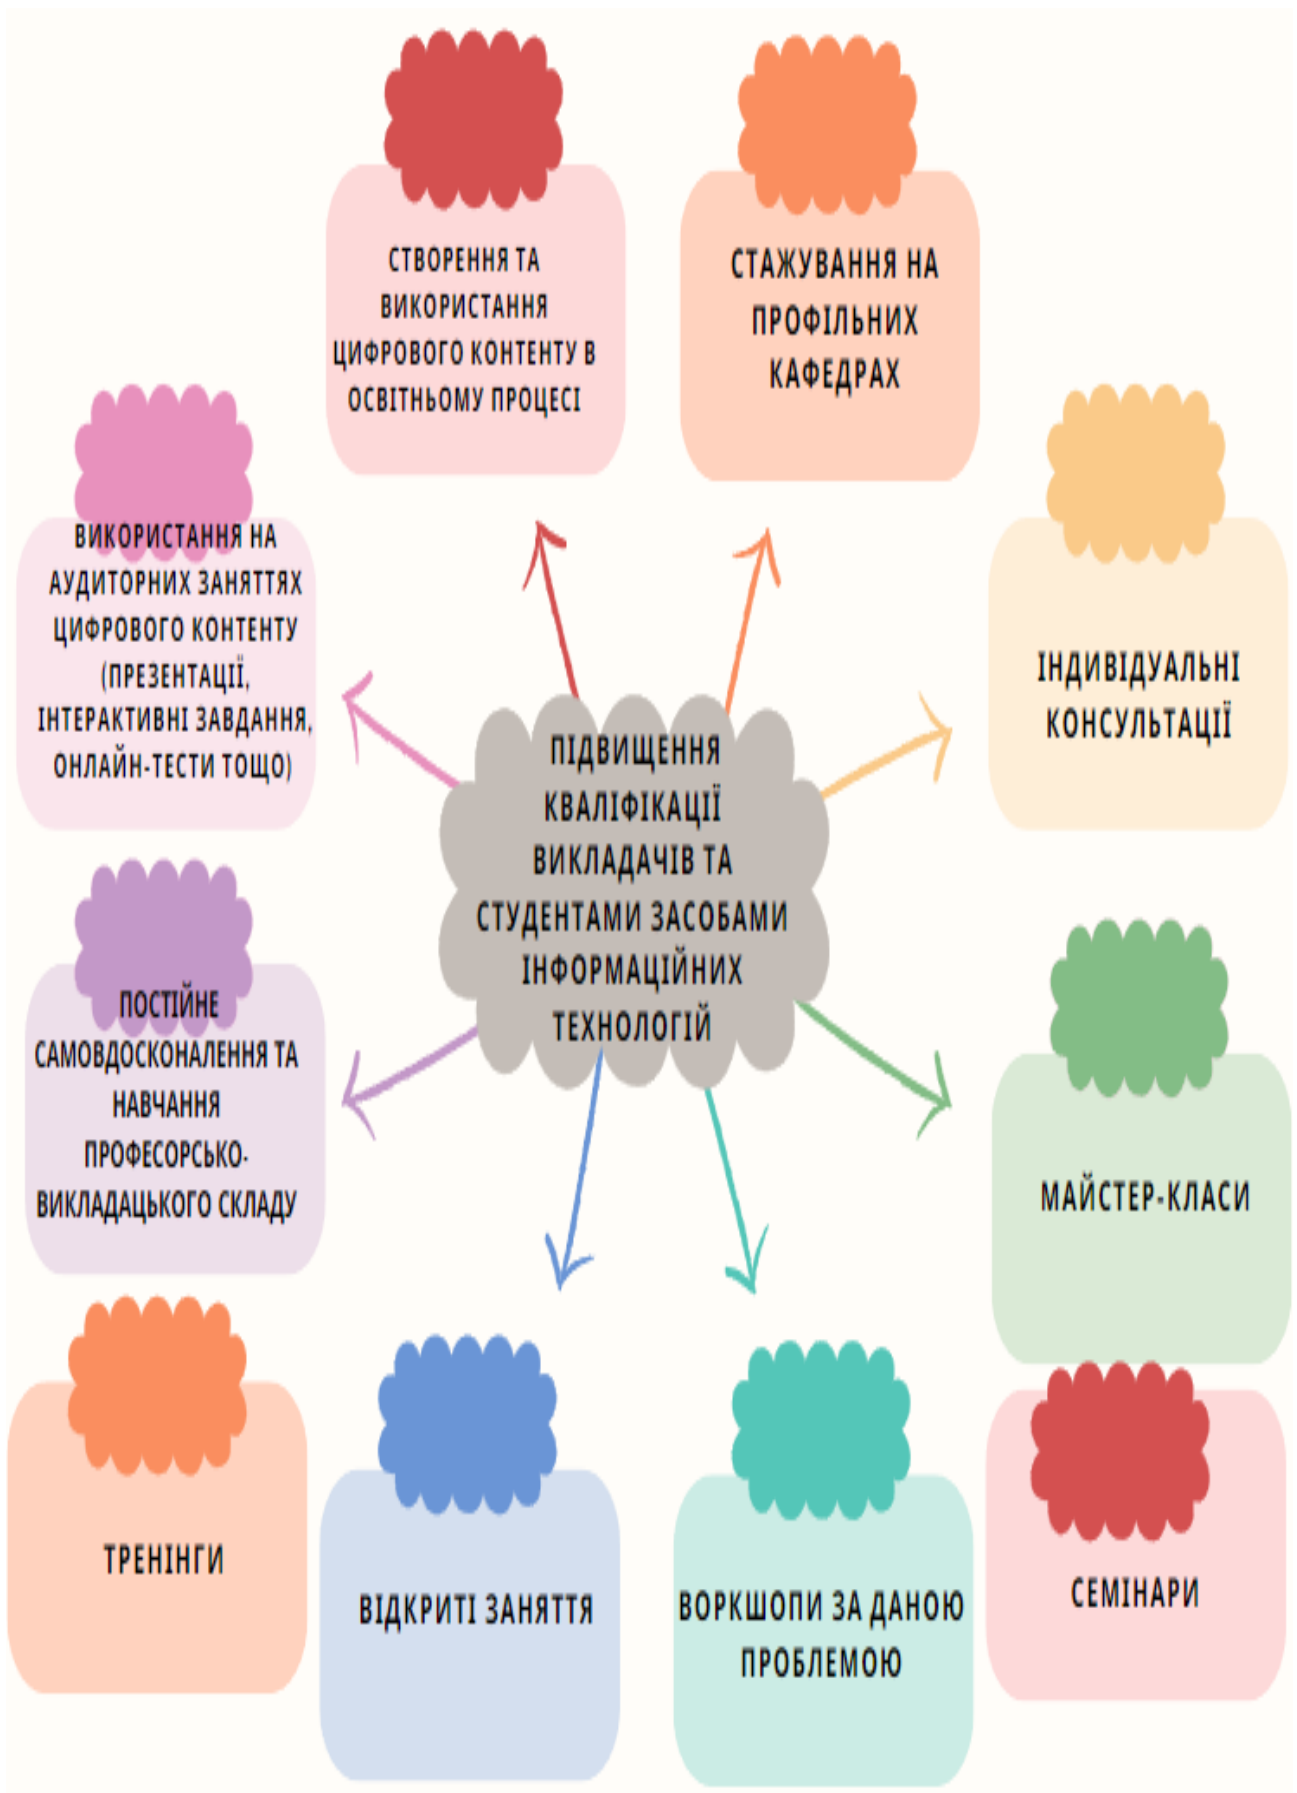 СТВОРЕННЯ ТА
ВИКОРИСТАННЯ
ЦИФРОВОГО КОНТЕНТУ В
ОСВІТНЬОМУ ПРОЦЕСІ
СТАЖУВАННЯ НА
ПРОФІЛЬНИХ
КАФЕДРАХ
ВИКОРИСТАННЯ НА
АУДИТОРНИХ ЗАНЯТТЯХ
ЦИФРОВОГО КОНТЕНТУ
(ПРЕЗЕНТАЦІЇ,
ІНТЕРАКТИВНІ ЗАВДАННЯ,
ОНЛАЙН-ТЕСТИ ТОЩО)
ІНДИВІДУАЛЬНІ
КОНСУЛЬТАЦІЇ
ПІДВИЩЕННЯ
КВАЛІФІКАЦІЇ
ВИКЛАДАЧІВ ТА
СТУДЕНТАМИ ЗАСОБАМИ
ІНФОРМАЦІЙНИХ
ТЕХНОЛОГІЙ
ПОСТІЙНЕ
САМОВДОСКОНАЛЕННЯ ТА
НАВЧАННЯ
ПРОФЕСОРСЬКО-
ВИКЛАДАЦЬКОГО СКЛАДУ
МАЙСТЕР-КЛАСИ
ТРЕНІНГИ
ВІДКРИТІ ЗАНЯТТЯ
ВОРКШОПИ ЗА ДАНОЮ
ПРОБЛЕМОЮ
СЕМІНАРИ